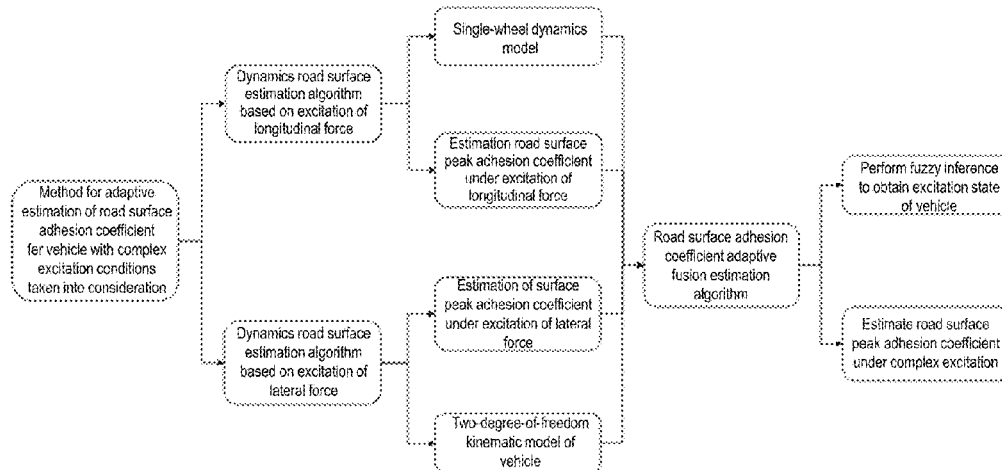 Single-wheel dynamics
model
Dynamics road surface
estimation algorithm
based on excitation of
longitudinal force
Estimation road surface
peak adhesion coefficient
under excitation of
longitudinal force
Method for adaptive
estimation of road surface
adhesion coefficient
fer vehicle with complex
excitation conditions
taken into consideration
Dynamics road surface
estimation algorithm
based on excitation of
lateral force
Estimation of surface
peak adhesion coefficient
under excitation of lateral
force
Two-degree-of-freedom
kinematic model of
vehicle
Road surface adhesion
coefficient adaptive
fusion estimation
algorithm
Perform fuzzy inference
to obtain excitation state
of vehicle
Estimate road surface
peak adhesion coefficient
under complex excitation